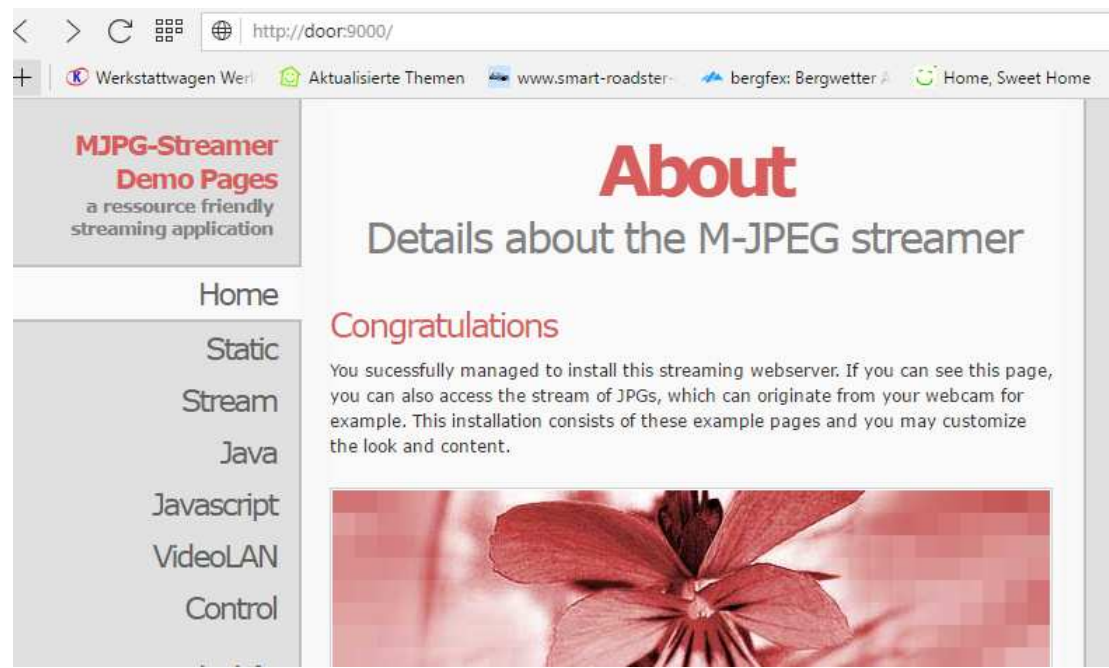 http://door:9000/
Werkstattwagen Wer
Aktualisierte Themen
www.smart-roadster-
bergfex: Bergwetter A
Home, Sweet Home
MJPG-Streamer
Demo Pages
a ressource friendly
streaming application
Home
Static
Stream
Java
Javascript
VideoLAN
Control
About
Details about the M-JPEG streamer
Congratulations
You sucessfully managed to install this streaming webserver. If you can see this page,
you can also access the stream of JPGs, which can originate from your webcam for
example. This installation consists of these example pages and you may customize
the look and content.